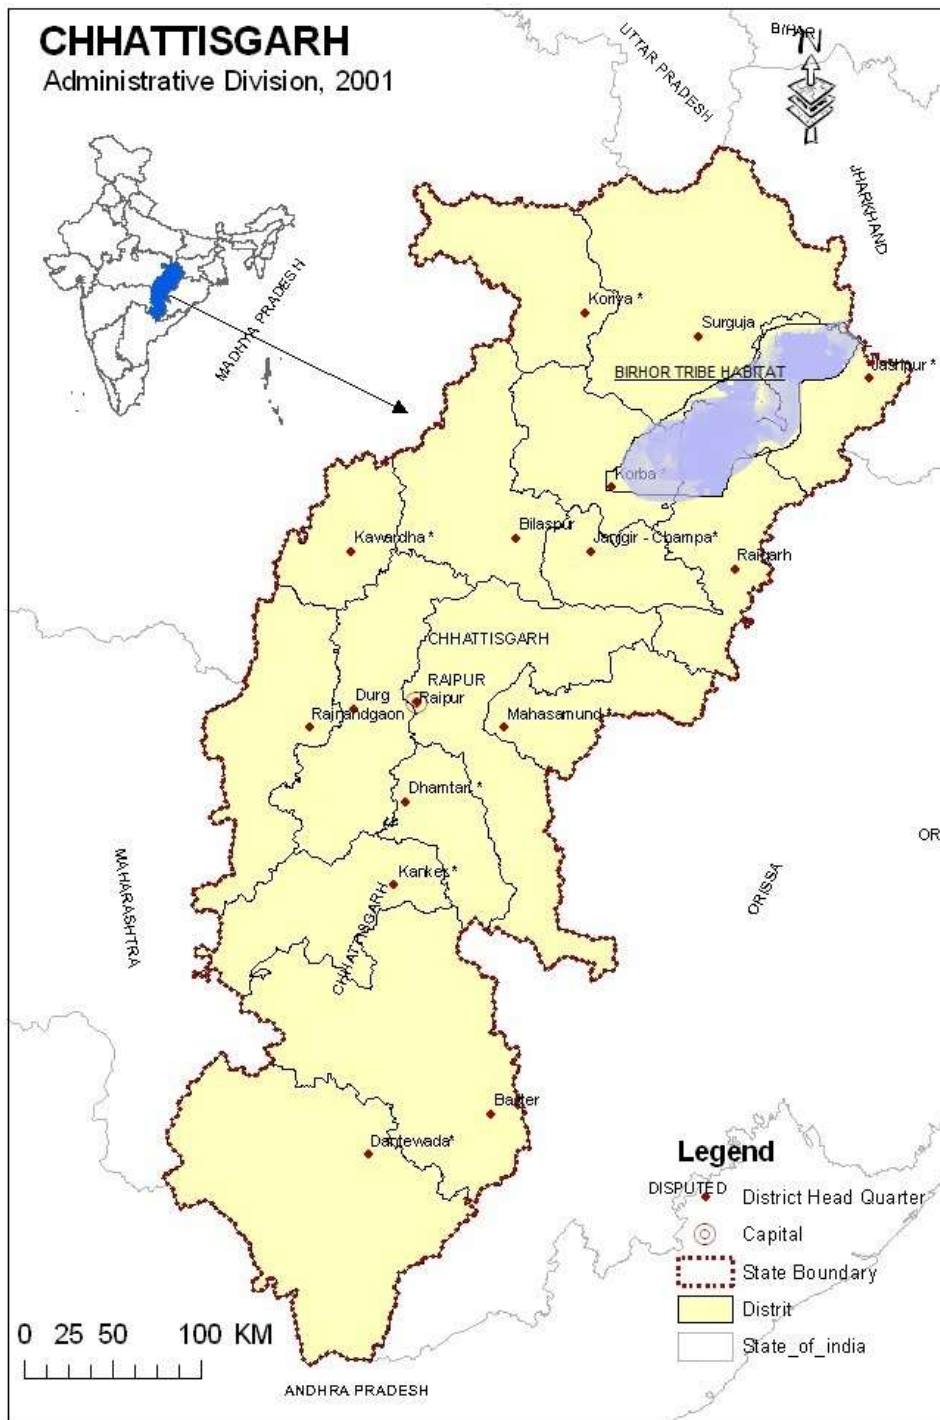 CHHATTISGARH
Administrative Division, 2001
UTTAR PRADESH
BIHAR
N
JHARKHAND
MADHYA PRADESH
Koriya *
Surguja
BIRHOR TRIBE HABITAT
Jashpur *
Korba *
Bilaspur
Kawardha *
Janjgir - Champa*
Raigarh
CHHATTISGARH
RAIPUR
Raipur
Durg
Rajnandgaon
Mahasamund *
Dhamtari *
OR
MAHARASHTRA
Kanker *
ORISSA
CHHATTISGARH
Baster
Dantewada*
Legend
DISPUTED
District Head Quarter
Capital
State Boundary
Distrit
State_of_india
0 25 50 100 KM
ANDHRA PRADESH